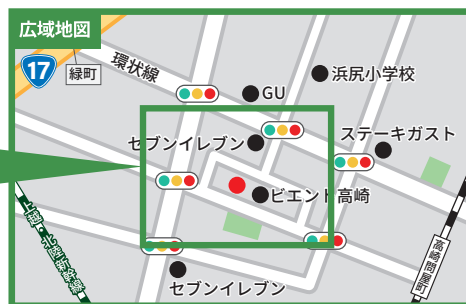 広域地図
17
緑町
環状線
GU
浜尻小学校
セブンイレブン
ステーキガスト
ビエント高崎
上越・北陸新幹線
高崎問屋町
セブンイレブン